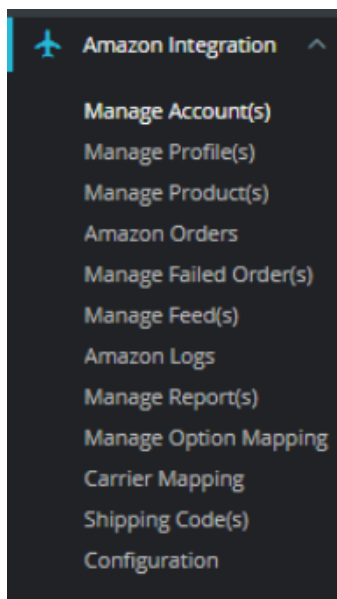 Amazon Integration
Manage Account(s)
Manage Profile(s)
Manage Product(s)
Amazon Orders
Manage Failed Order(s)
Manage Feed(s)
Amazon Logs
Manage Report(s)
Manage Option Mapping
Carrier Mapping
Shipping Code(s)
Configuration